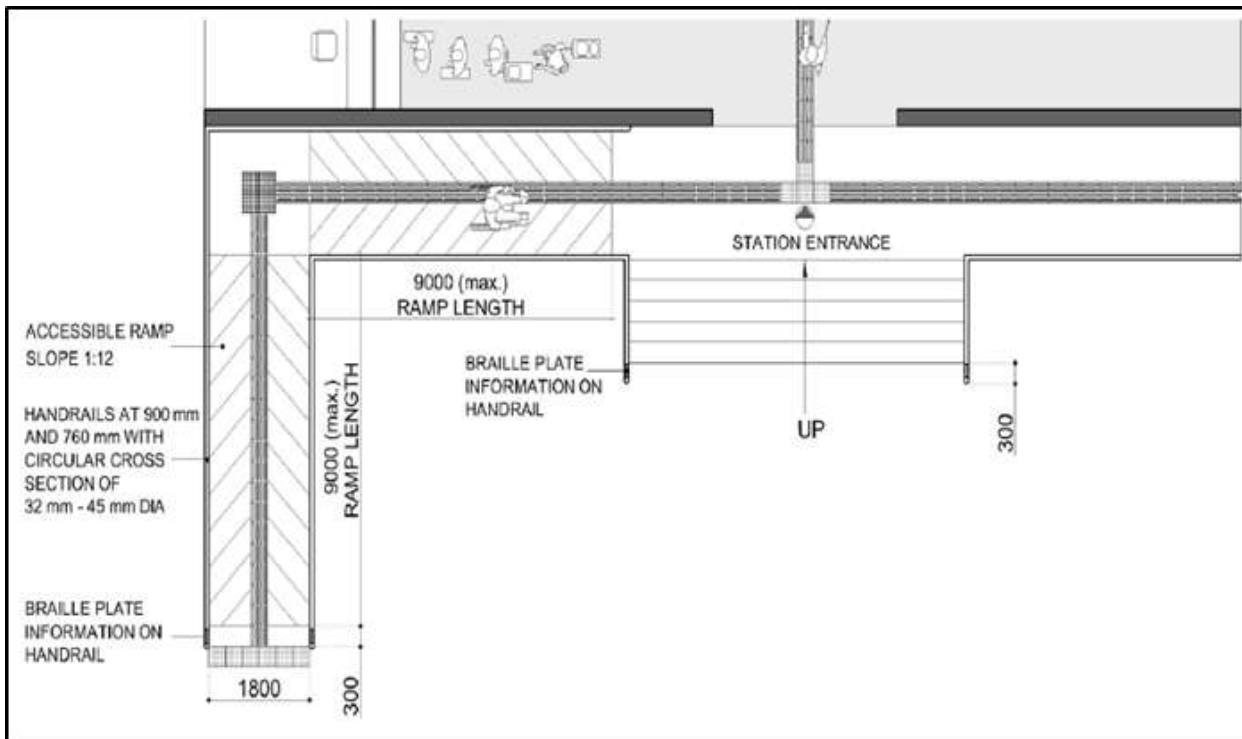 STATION ENTRANCE
9000 (max.)
RAMP LENGTH
ACCESSIBLE RAMP
SLOPE 1:12
BRAILLE PLATE
INFORMATION ON
HANDRAIL
9000 (max.)
RAMP LENGTH
HANDRAILS AT 900 mm
AND 760 mm WITH
CIRCULAR CROSS
SECTION OF
32 mm - 45 mm DIA
UP
300
BRAILLE PLATE
INFORMATION ON
HANDRAIL
1800
300